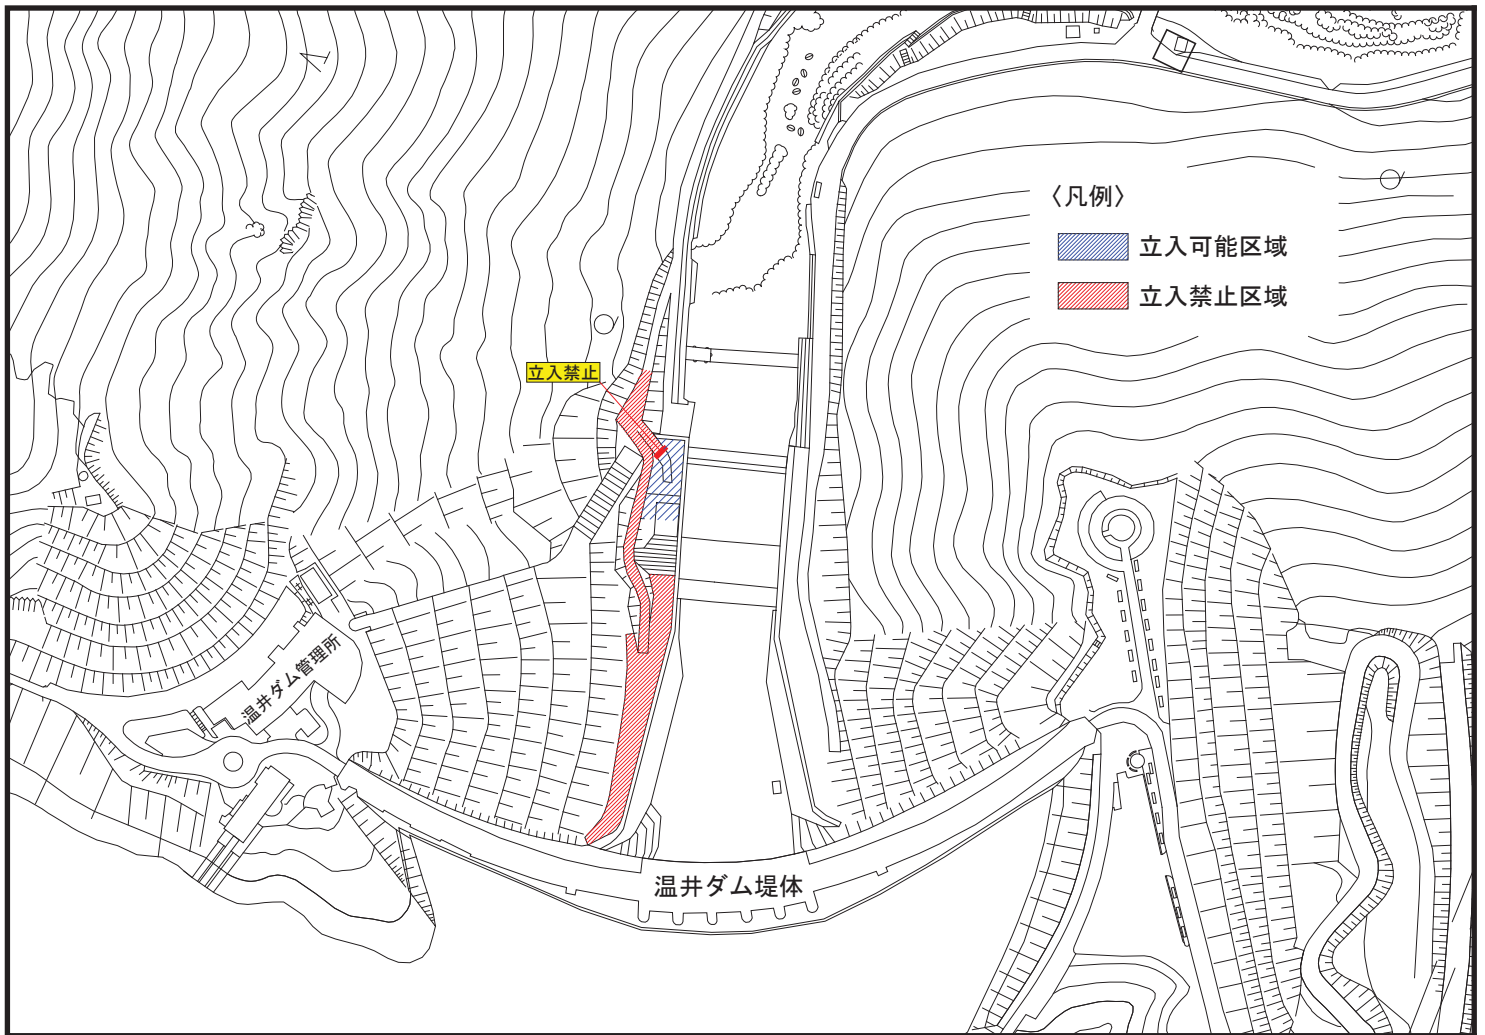 〈凡例〉
立入可能区域
立入禁止区域
立入禁止
温井ダム管理所
温井ダム堤体